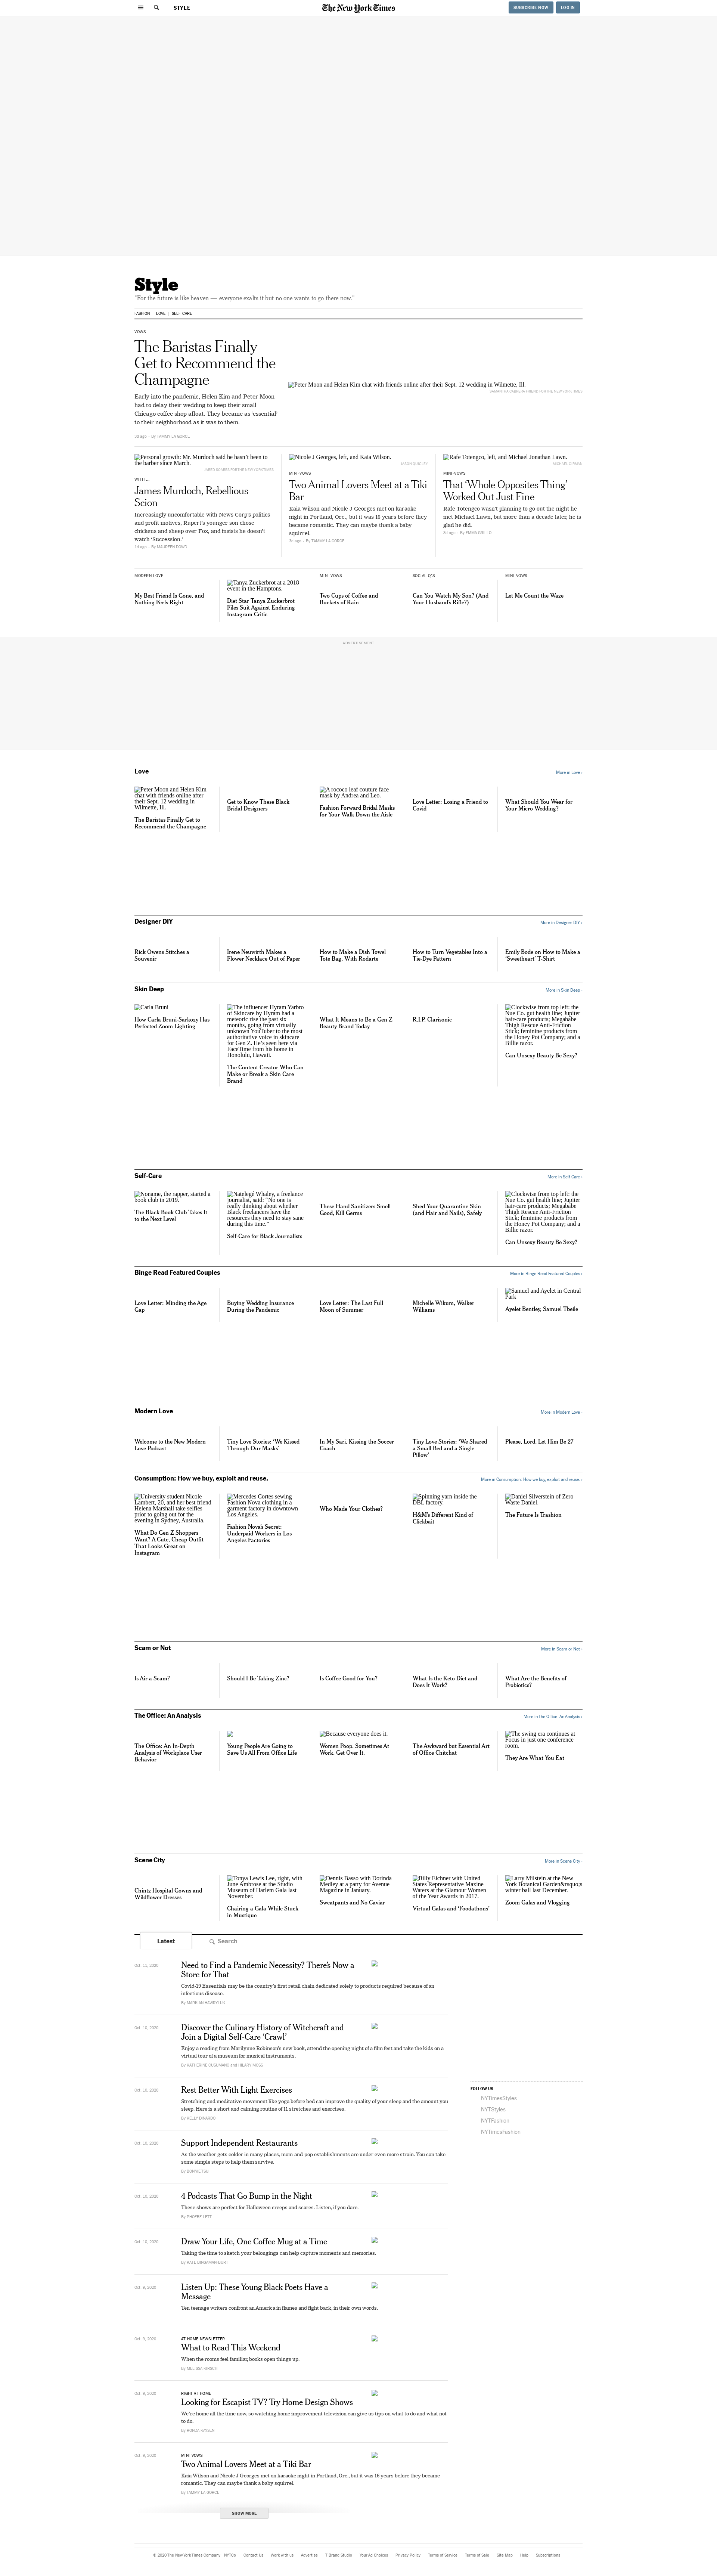 STYLE
The New York Times
SUBSCRIBE NOW
LOG IN
Style
"For the future is like heaven — everyone exalts it but no one wants to go there now."
FASHION
LOVE
SELF-CARE
VOWS
The Baristas Finally
Get to Recommend the
Champagne
Early into the pandemic, Helen Kim and Peter Moon
had to delay their wedding to keep their small
Chicago coffee shop afloat. They became as 'essential'
to their neighborhood as it was to them.
3d ago · By TAMMY LA GORCE
Peter Moon and Helen Kim chat with friends online after their Sept. 12 wedding in Wilmette, Ill.
Personal growth: Mr. Murdoch said he hasn't been to
the barber since March.
WITH ...
James Murdoch, Rebellious
Scion
Increasingly uncomfortable with News Corp's politics
and profit motives, Rupert's younger son chose
chickens and sheep over Fox, and insists he doesn't
watch 'Succession.'
1d ago · By MAUREEN DOWD
Nicole J Georges, left, and Kaia Wilson.
MINI-VOWS
Two Animal Lovers Meet at a Tiki
Bar
Kaia Wilson and Nicole J Georges met on karaoke
night in Portland, Ore., but it was 16 years before they
became romantic. They can maybe thank a baby
squirrel.
3d ago · By TAMMY LA GORCE
Rafe Totengco, left, and Michael Jonathan Lawn.
MINI-VOWS
That 'Whole Opposites Thing'
Worked Out Just Fine
Rafe Totengco wasn't planning to go out the night he
met Michael Lawn, but more than a decade later, he is
glad he did.
MODERN LOVE
My Best Friend Is Gone, and
Nothing Feels Right
Tanya Zuckerbrot at a 2018
event in the Hamptons.
Diet Star Tanya Zuckerbrot
Files Suit Against Enduring
Instagram Critic
MINI-VOWS
Two Cups of Coffee and
Buckets of Rain
SOCIAL Q'S
Can You Watch My Son? (And
Your Husband's Rifle?)
MINI-VOWS
Let Me Count the Ways
ADVERTISEMENT
Love
More in Love ›
Peter Moon and Helen Kim
chat with friends online after
their Sept. 12 wedding in
Wilmette, Ill.
The Baristas Finally Get to
Recommend the Champagne
Get to Know These Black
Bridal Designers
A rococo leaf couture face
mask by Andrea and Leo.
Fashion Forward Bridal Masks
for Your Walk Down the Aisle
Love Letter: Losing a Friend to
Covid
What Should You Wear for
Your Micro Wedding?
Designer DIY
More in Designer DIY ›
Rick Owens Stitches a
Souvenir
Irene Neuwirth Makes a
Flower Necklace Out of Paper
How to Make a Dish Towel
Tote Bag, With Rodarte
How to Turn Vegetables Into a
Tie-Dye Pattern
Emily Bode on How to Make a
'Sweetheart' T-Shirt
Skin Deep
More in Skin Deep ›
Carla Bruni
How Carla Bruni-Sarkozy Has
Perfected Zoom Lighting
The influencer Hyram Yarbro
of Skincare by Hyram had a
meteoric rise the past six
months, going from virtually
unknown YouTuber to the most
authoritative voice in skincare
for Gen Z. He's seen here via
FaceTime from his home in
Honolulu, Hawaii.
The Content Creator Who Can
Make or Break a Skin Care
Brand
What It Means to Be a Gen Z
Beauty Brand Today
R.I.P. Clarisonic
Clockwise from top left: the
Nue Co. gut health line; Jupiter
hair-care products; Megababe
Thigh Rescue Anti-Friction
Stick; feminine products from
the Honey Pot Company; and a
Billie razor.
Can Unsexy Beauty Be Sexy?
Self-Care
More in Self-Care ›
Noname, the rapper, started a
book club in 2019.
The Black Book Club Takes It
to the Next Level
Natelegé Whaley, a freelance
journalist, said: "No one is
really thinking about whether
Black freelancers have the
resources they need to stay sane
during this time."
Self-Care for Black Journalists
These Hand Sanitizers Smell
Good, Kill Germs
Shed Your Quarantine Skin
(and Hair and Nails), Safely
Clockwise from top left: the
Nue Co. gut health line; Jupiter
hair-care products; Megababe
Thigh Rescue Anti-Friction
Stick; feminine products from
the Honey Pot Company; and a
Billie razor.
Can Unsexy Beauty Be Sexy?
Binge Read Featured Couples
More in Binge Read Featured Couples ›
Love Letter: Minding the Age
Gap
Buying Wedding Insurance
During the Pandemic
Love Letter: The Last Full
Moon of Summer
Michelle Wikum, Walker
Williams
Samuel and Ayelet in Central
Park
Ayelet Bentley, Samuel Thede
Modern Love
More in Modern Love ›
Welcome to the New Modern
Love Podcast
Tiny Love Stories: 'We Kissed
Through Our Masks'
In My Sari, Kissing the Soccer
Coach
Tiny Love Stories: 'We Shared
a Small Bed and a Single
Pillow'
Please, Lord, Let Him Be 27
Consumption: How we buy, exploit and reuse.
More in Consumption: How we buy, exploit and reuse. ›
University student Nicole
Lambert, 20, and her best friend
Helena Marshall take selfies
prior to going out for the
evening in Sydney, Australia.
What Do Gen Z Shoppers
Want? A Cute, Cheap Outfit
That Looks Great on
Instagram
Mercedes Cortes sewing
Fashion Nova clothing in a
garment factory in downtown
Los Angeles.
Fashion Nova's Secret:
Underpaid Workers in Los
Angeles Factories
Who Made Your Clothes?
Spinning yarn inside the
DBL factory.
H&M's Different Kind of
Clickbait
Daniel Silverstein of Zero
Waste Daniel.
The Future Is Trashion
Scam or Not
More in Scam or Not ›
Is Air a Scam?
Should I Be Taking Zinc?
Is Coffee Good for You?
What Is the Keto Diet and
Does It Work?
What Are the Benefits of
Probiotics?
The Office: An Analysis
More in The Office: An Analysis ›
The Office: An In-Depth
Analysis of Workplace User
Behavior
Young People Are Going to
Save Us All From Office Life
Because everyone does it.
Women Poop. Sometimes At
Work. Get Over It.
The Awkward but Essential Art
of Office Chitchat
The swing era continues at
Focus in just one conference
room.
They Are What You Eat
Scene City
More in Scene City ›
Chintz Hospital Gowns and
Wildflower Dresses
Tonya Lewis Lee, right, with
Jane Ambrose at the Studio
Museum of Harlem Gala last
November.
Chairing a Gala While Stuck
in Mustique
Dennis Basso with Dorinda
Medley at a party for Avenue
Magazine in January.
Sweatpants and No Caviar
Billy Eichner with United
States Representative Maxine
Waters at the Glamour Women
of the Year Awards in 2017.
Virtual Galas and 'Foodathons'
Larry Milstein at the New
York Botanical Garden&rsquo;s
winter ball last December.
Zoom Galas and Vlogging
Latest
Search
Oct. 11, 2020
Need to Find a Pandemic Necessity? There's Now a
Store for That
Covid-19 Essentials may be the country's first retail chain dedicated solely to products required because of an
infectious disease.
Oct. 10, 2020
Discover the Culinary History of Witchcraft and
Join a Digital Self-Care 'Crawl'
Enjoy a reading from Marilynne Robinson's new book, attend the opening night of a film fest and take the kids on a
virtual tour of a museum for musical instruments.
By KATHERINE CUSUMANO and HILARY MOSS
Oct. 10, 2020
Rest Better With Light Exercises
Stretching and meditative movement like yoga before bed can improve the quality of your sleep and the amount you
sleep. Here is a short and calming routine of 11 stretches and exercises.
By KELLY DINARDO
Oct. 10, 2020
Support Independent Restaurants
As the weather gets colder in many places, mom-and-pop establishments are under even more strain. You can take
some simple steps to help them survive.
By BONNIE TSUI
Oct. 10, 2020
4 Podcasts That Go Bump in the Night
These shows are perfect for Halloween creeps and scares. Listen, if you dare.
By PHOEBE LETT
Oct. 10, 2020
Draw Your Life, One Coffee Mug at a Time
Taking the time to sketch your belongings can help capture moments and memories.
Oct. 9, 2020
Listen Up: These Young Black Poets Have a
Message
Ten teenage writers confront an America in flames and fight back, in their own words.
Oct. 9, 2020
AT HOME NEWSLETTER
What to Read This Weekend
When the rooms feel familiar, books open things up.
By MELISSA KIRSCH
Oct. 9, 2020
RIGHT AT HOME
Looking for Escapist TV? Try Home Design Shows
We're home all the time now, so watching home improvement television can give us tips on what to do and what not
to do.
By RONDA KAYSEN
Oct. 9, 2020
MINI-VOWS
Two Animal Lovers Meet at a Tiki Bar
Kaia Wilson and Nicole J Georges met on karaoke night in Portland, Ore., but it was 16 years before they became
romantic. They can maybe thank a baby squirrel.
By TAMMY LA GORCE
SHOW MORE
FOLLOW US
NYTimesStyles
NYTStyles
NYTFashion
NYTimesFashion
© 2020 The New York Times Company
NYTCo
Contact Us
Work with us
Advertise
T Brand Studio
Your Ad Choices
Privacy Policy
Terms of Service
Terms of Sale
Site Map
Help
Subscriptions